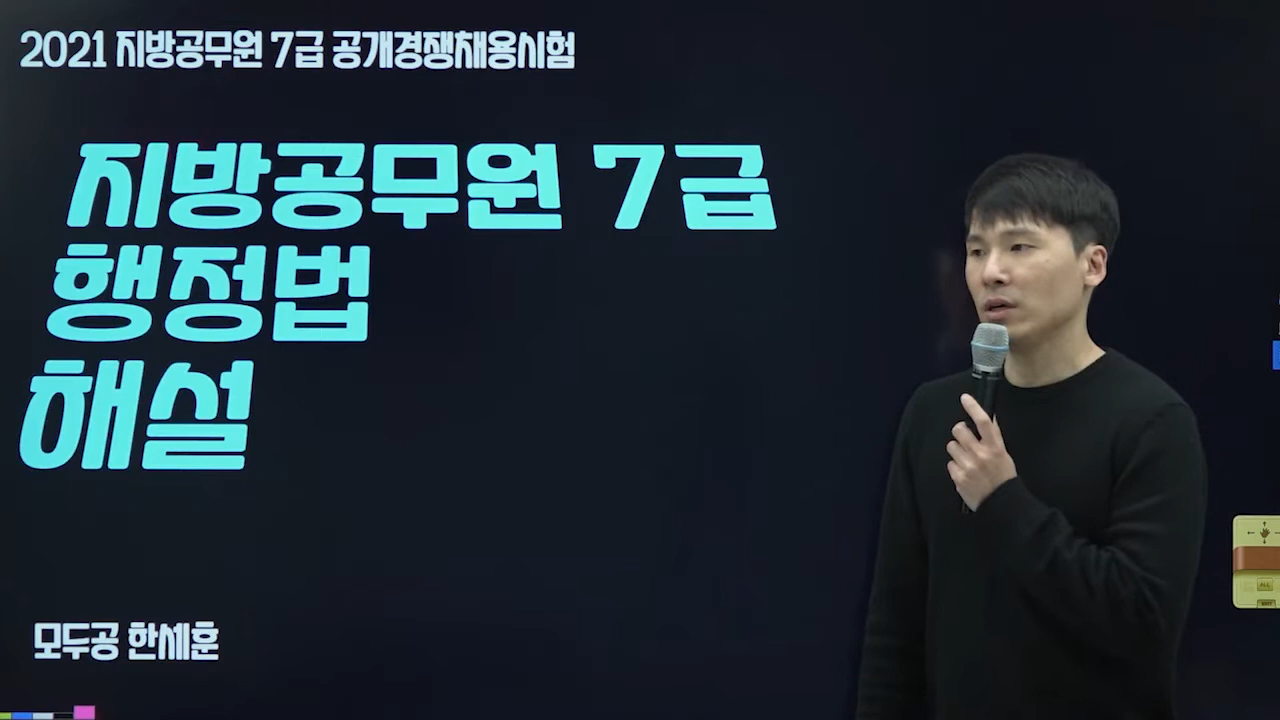 2021 지방공무원 7급 공개경쟁채용시험
지방공무원 7급
행정법
해설
모두공 한세훈
ALL